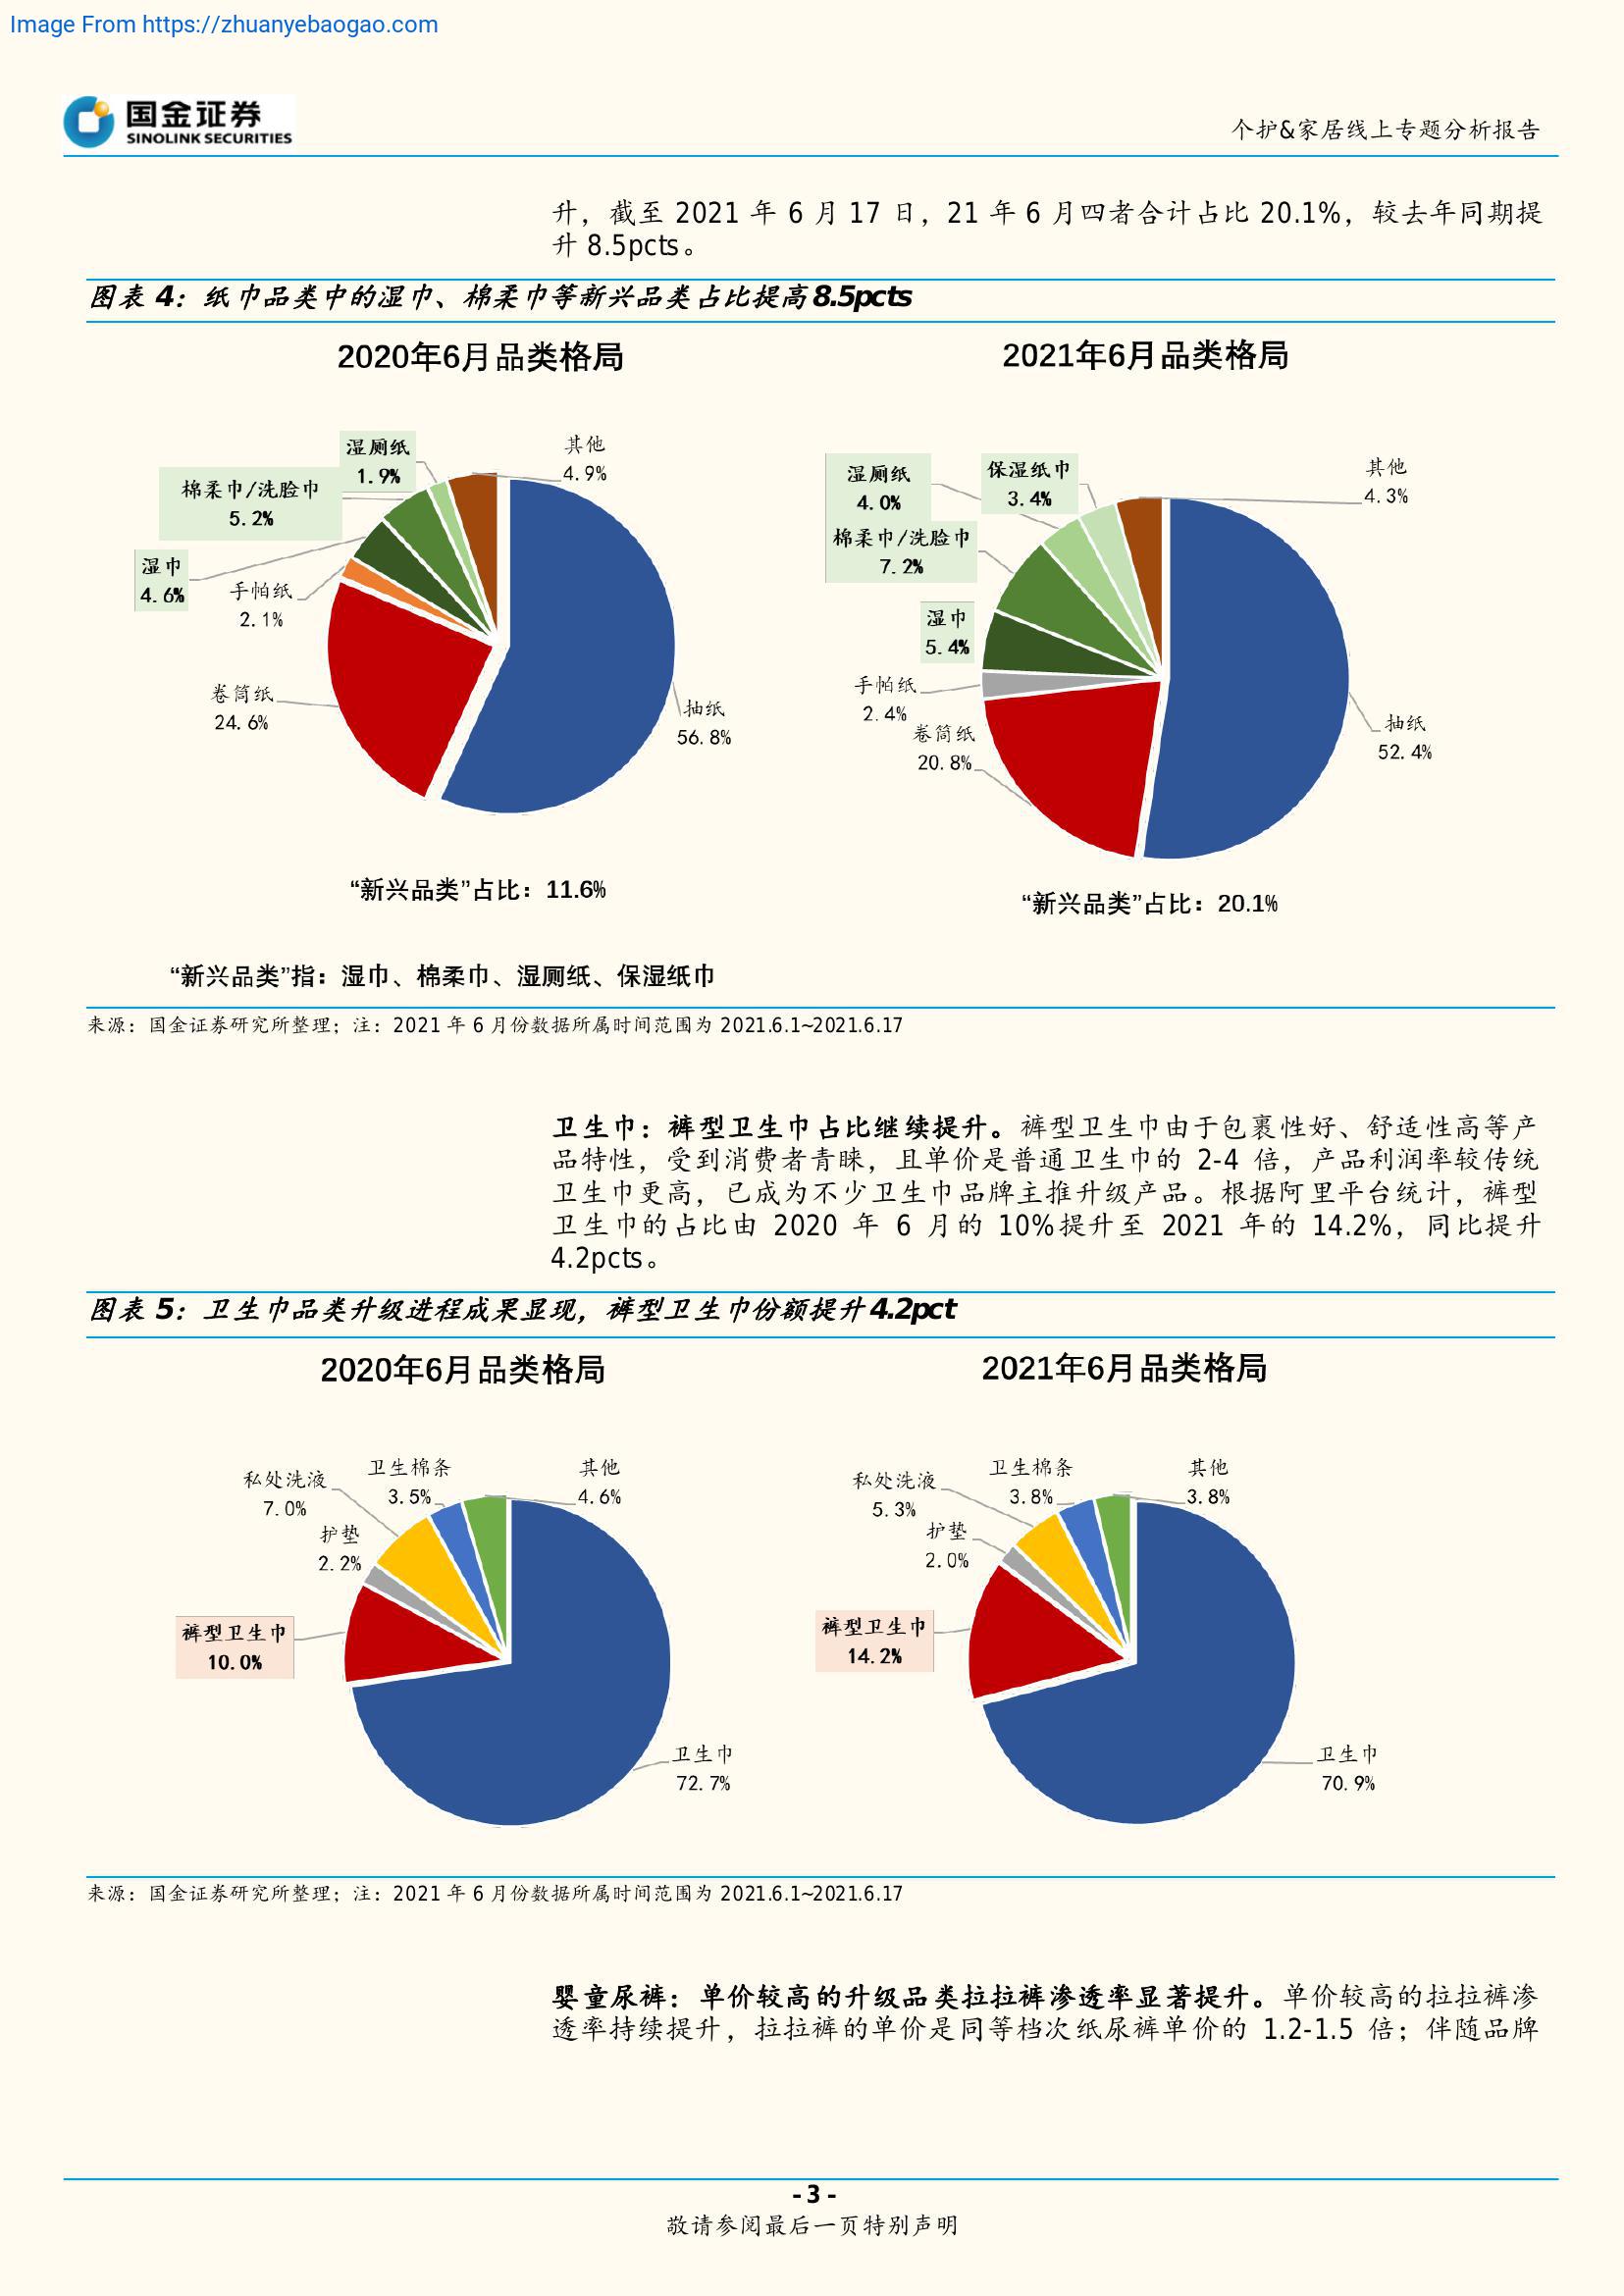 Image From https://zhuanyebaogao.com
国金证券
SINOLINK SECURITIES
个护&家居线上专题分析报告
升，截至 2021 年 6 月 17 日，21 年 6 月四者合计占比 20.1%，较去年同期提
升 8.5pcts。
图表 4：纸巾品类中的湿巾、棉柔巾等新兴品类占比提高 8.5pcts
2020年6月品类格局
湿厕纸
1.9%
其他
4.9%
棉柔巾/洗脸巾
5.2%
湿巾
4.6%
手帕纸
2.1%
卷筒纸
24.6%
抽纸
56.8%
“新兴品类”占比：11.6%
2021年6月品类格局
湿厕纸
4.0%
保湿纸巾
3.4%
其他
4.3%
棉柔巾/洗脸巾
7.2%
湿巾
5.4%
手帕纸
2.4%
卷筒纸
20.8%
抽纸
52.4%
“新兴品类”占比：20.1%
“新兴品类”指：湿巾、棉柔巾、湿厕纸、保湿纸巾
来源：国金证券研究所整理；注：2021 年 6 月份数据所属时间范围为 2021.6.1~2021.6.17
卫生巾：裤型卫生巾占比继续提升。裤型卫生巾由于包裹性好、舒适性高等产
品特性，受到消费者青睐，且单价是普通卫生巾的 2-4 倍，产品利润率较传统
卫生巾更高，已成为不少卫生巾品牌主推升级产品。根据阿里平台统计，裤型
卫生巾的占比由 2020 年 6 月的 10%提升至 2021 年的 14.2%，同比提升
4.2pcts。
图表 5：卫生巾品类升级进程成果显现，裤型卫生巾份额提升 4.2pct
2020年6月品类格局
私处洗液
7.0%
卫生棉条
3.5%
其他
4.6%
护垫
2.2%
裤型卫生巾
10.0%
卫生巾
72.7%
2021年6月品类格局
私处洗液
5.3%
卫生棉条
3.8%
其他
3.8%
护垫
2.0%
裤型卫生巾
14.2%
卫生巾
70.9%
来源：国金证券研究所整理；注：2021 年 6 月份数据所属时间范围为 2021.6.1~2021.6.17
婴童尿裤：单价较高的升级品类拉拉裤渗透率显著提升。单价较高的拉拉裤渗
透率持续提升，拉拉裤的单价是同等档次纸尿裤单价的 1.2-1.5 倍；伴随品牌
- 3 -
敬请参阅最后一页特别声明